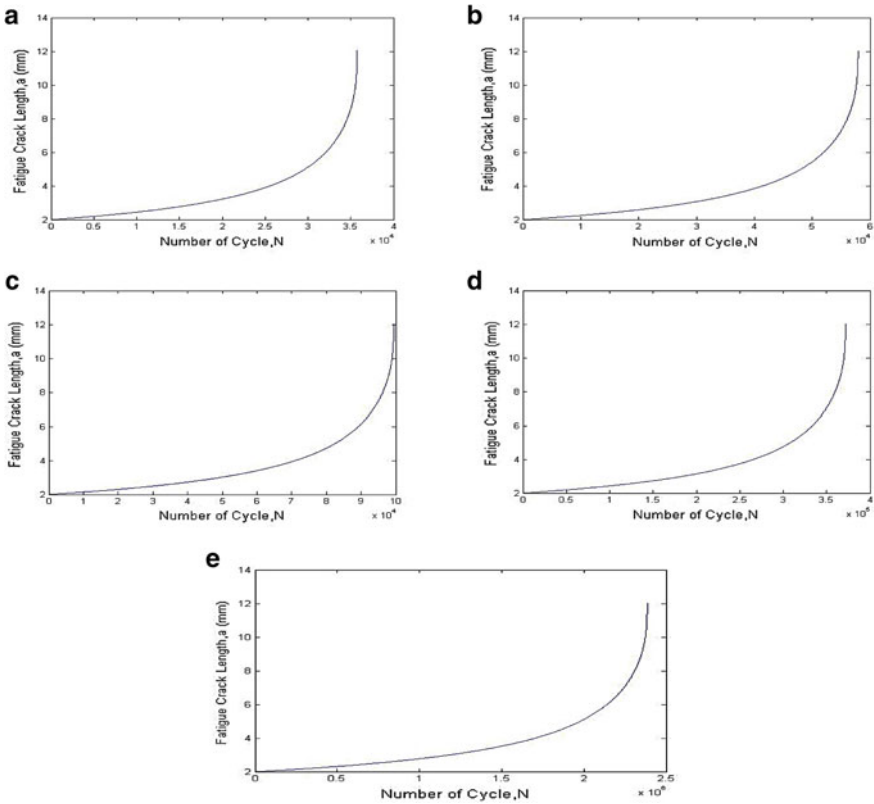 a
14
12
10
8
6
4
2
0 0.5 1 1.5 2 2.5 3 3.5 4
× 10⁴
Fatigue Crack Length,a (mm)
Number of Cycle,N
b
14
12
10
8
6
4
2
0 1 2 3 4 5 6
× 10⁴
Fatigue Crack Length,a (mm)
Number of Cycle,N
c
14
12
10
8
6
4
2
0 1 2 3 4 5 6 7 8 9 10
× 10⁴
Fatigue Crack Length,a (mm)
Number of Cycle,N
d
14
12
10
8
6
4
2
0 0.5 1 1.5 2 2.5 3 3.5 4
Fatigue Crack Length,a (mm)
Number of Cycle,N
e
14
12
10
8
6
4
2
0 0.5 1 1.5 2 2.5
Fatigue Crack Length,a (mm)
Number of Cycle,N